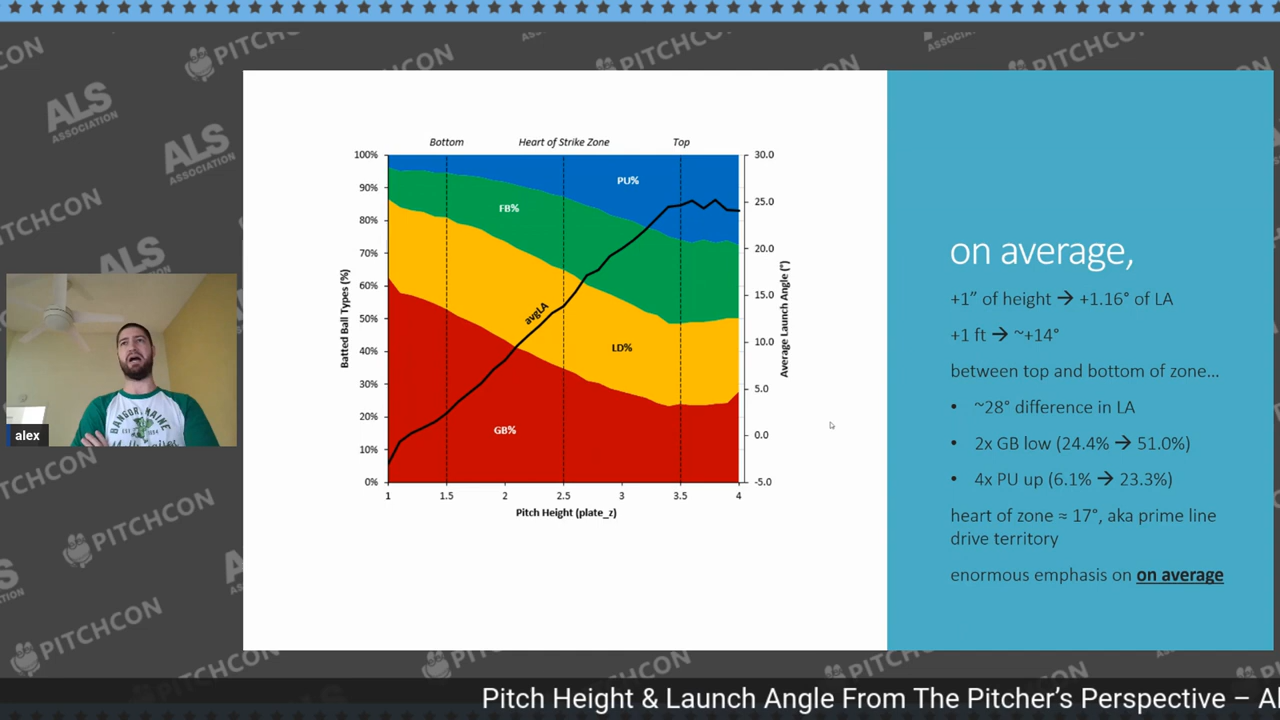 PITCHCON
ALS
ASSOCIATION
Bottom
Heart of Strike Zone
Top
100%
90%
80%
70%
60%
50%
40%
30%
20%
10%
0%
30.0
25.0
20.0
15.0
10.0
5.0
0.0
-5.0
PU%
FB%
avgLA
LD%
GB%
Batted Ball Types (%)
Average Launch Angle (°)
1
1.5
2
2.5
3
3.5
4
Pitch Height (plate_z)
on average,
+1” of height → +1.16° of LA
+1 ft → ~+14°
between top and bottom of zone...
• ~28° difference in LA
• 2x GB low (24.4% → 51.0%)
• 4x PU up (6.1% → 23.3%)
heart of zone ≈ 17°, aka prime line
drive territory
enormous emphasis on on average
BANGOR, MAINE
alex
Pitch Height & Launch Angle From The Pitcher’s Perspective – A